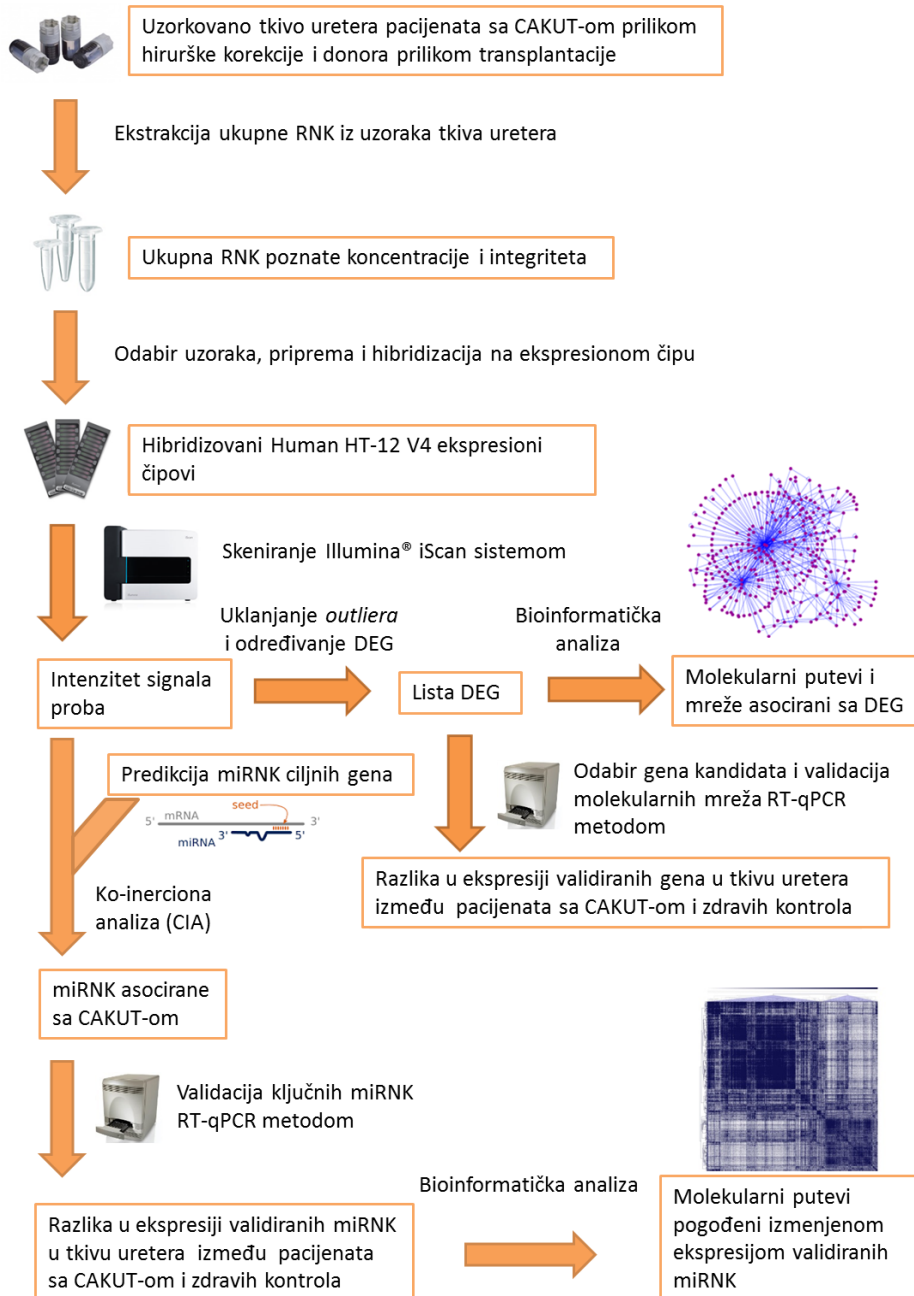 Uzorkovano tkivo uretera pacijenata sa CAKUT-om prilikom
hirurške korekcije i donora prilikom transplantacije
Ekstrakcija ukupne RNK iz uzoraka tkiva uretera
Ukupna RNK poznate koncentracije i integriteta
Odabir uzoraka, priprema i hibridizacija na ekspresionom čipu
Hibridizovani Human HT-12 V4 ekspresioni
čipovi
Skeniranje Illumina® iScan sistemom
Uklanjanje outliera
i određivanje DEG
Bioinformatička
analiza
Intenzitet signala
proba
Lista DEG
Molekularni putevi i
mreže asocirani sa DEG
Predikcija miRNK ciljnih gena
seed
5' mRNA 3'
3' 5'
miRNA
Odabir gena kandidata i validacija
molekularnih mreža RT-qPCR
metodom
Ko-inerciona
analiza (CIA)
Razlika u ekspresiji validiranih gena u tkivu uretera
između pacijenata sa CAKUT-om i zdravih kontrola
miRNK asocirane
sa CAKUT-om
Validacija ključnih miRNK
RT-qPCR metodom
Bioinformatička analiza
Razlika u ekspresiji validiranih miRNK
u tkivu uretera između pacijenata
sa CAKUT-om i zdravih kontrola
Molekularni putevi
pogođeni izmenjenom
ekspresijom validiranih
miRNK